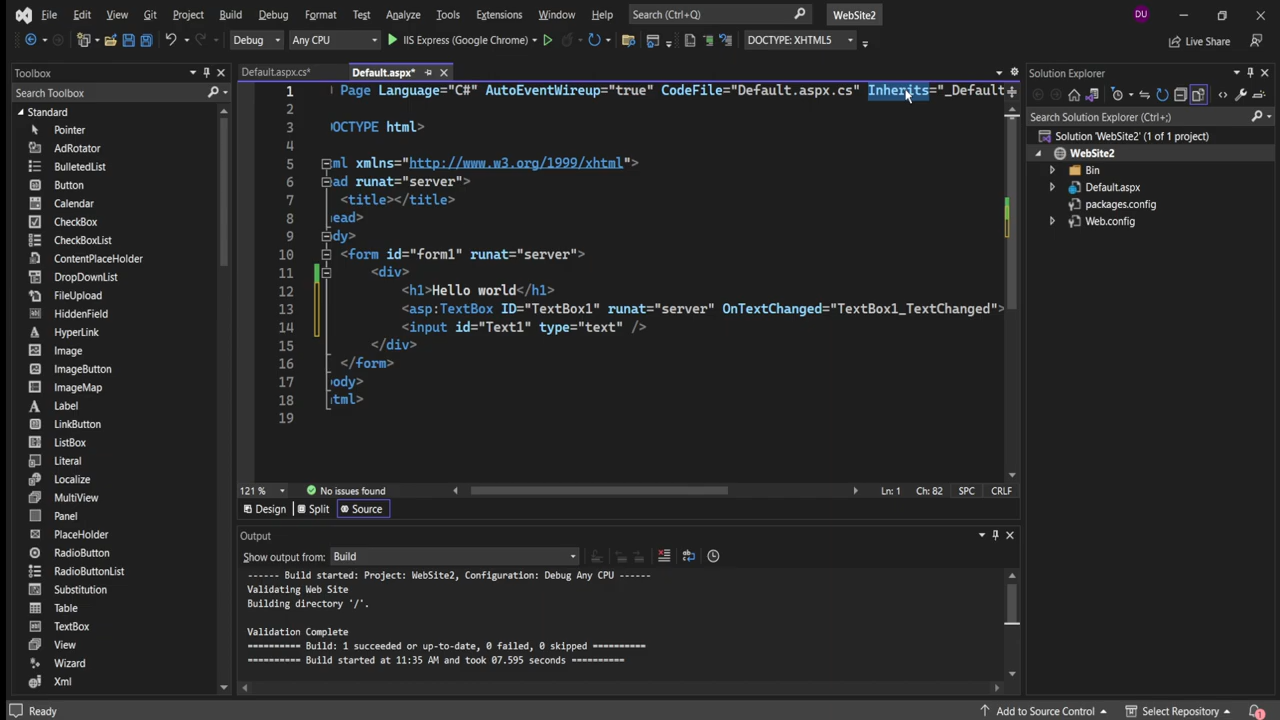 File Edit View Git Project Build Debug Format Test Analyze Tools Extensions Window Help Search (Ctrl+Q) WebSite2 DU
Debug Any CPU IIS Express (Google Chrome) DOCTYPE: XHTML5 Live Share
Toolbox
Search Toolbox
Standard
Pointer
AdRotator
BulletedList
Button
Calendar
CheckBox
CheckBoxList
ContentPlaceHolder
DropDownList
FileUpload
HiddenField
HyperLink
Image
ImageButton
ImageMap
Label
LinkButton
ListBox
Literal
Localize
MultiView
Panel
PlaceHolder
RadioButton
RadioButtonList
Substitution
Table
TextBox
View
Wizard
Xml
Default.aspx.cs* Default.aspx*
1 Page Language="C#" AutoEventWireup="true" CodeFile="Default.aspx.cs" Inherits="_Default
2
3 OCTYPE html>
4
5 ml xmlns="http://www.w3.org/1999/xhtml">
6 ad runat="server">
7 <title></title>
8 ead>
9 dy>
10 <form id="form1" runat="server">
11 <div>
12 <h1>Hello world</h1>
13 <asp:TextBox ID="TextBox1" runat="server" OnTextChanged="TextBox1_TextChanged">
14 <input id="Text1" type="text" />
15 </div>
16 </form>
17 ody>
18 tml>
19
121 % No issues found Ln: 1 Ch: 82 SPC CRLF
Design Split Source
Output
Show output from: Build
------ Build started: Project: WebSite2, Configuration: Debug Any CPU ------
Validating Web Site
Building directory '/'.
Validation Complete
========== Build: 1 succeeded or up-to-date, 0 failed, 0 skipped ==========
========== Build started at 11:35 AM and took 07.595 seconds ==========
Solution Explorer
Search Solution Explorer (Ctrl+;)
Solution 'WebSite2' (1 of 1 project)
WebSite2
Bin
Default.aspx
packages.config
Web.config
Ready Add to Source Control Select Repository 1